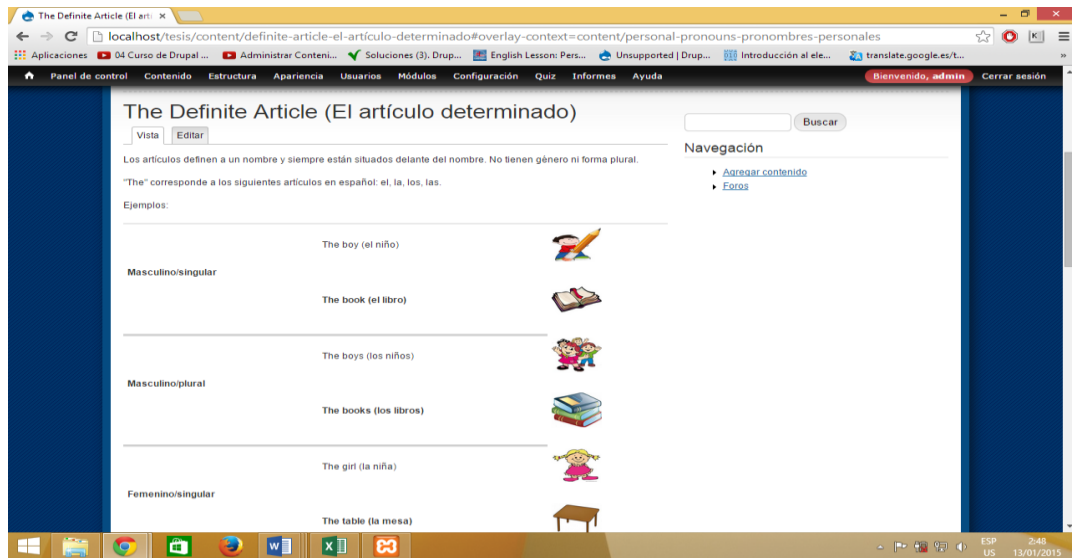 The Definite Article (El artí
localhost/tesis/content/definite-article-el-artículo-determinado#overlay-context=content/personal-pronouns-pronombres-personales
Aplicaciones 04 Curso de Drupal ... Administrar Conteni... Soluciones (3). Drup... English Lesson: Pers... Unsupported | Drup... Introducción al ele... translate.google.es/t... »
Panel de control Contenido Estructura Apariencia Usuarios Módulos Configuración Quiz Informes Ayuda Bienvenido, admin Cerrar sesión
The Definite Article (El artículo determinado)
Vista Editar
Los artículos definen a un nombre y siempre están situados delante del nombre. No tienen género ni forma plural.
"The" corresponde a los siguientes artículos en español: el, la, los, las.
Ejemplos:
Buscar
Navegación
Agregar contenido
Foros
The boy (el niño)
Masculino/singular
The book (el libro)
The boys (los niños)
Masculino/plural
The books (los libros)
The girl (la niña)
Femenino/singular
The table (la mesa)
ESP 2:48
US 13/01/2015